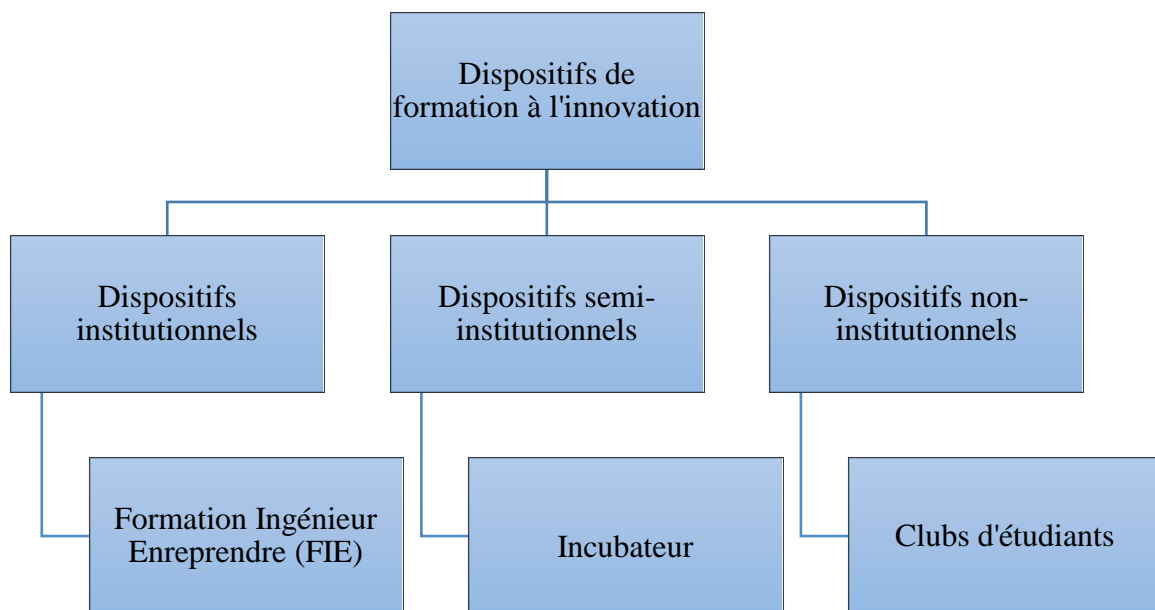 Dispositifs de
formation à l'innovation
Dispositifs
institutionnels
Dispositifs semi-
institutionnels
Dispositifs non-
institutionnels
Formation Ingénieur
Enreprendre (FIE)
Incubateur
Clubs d'étudiants